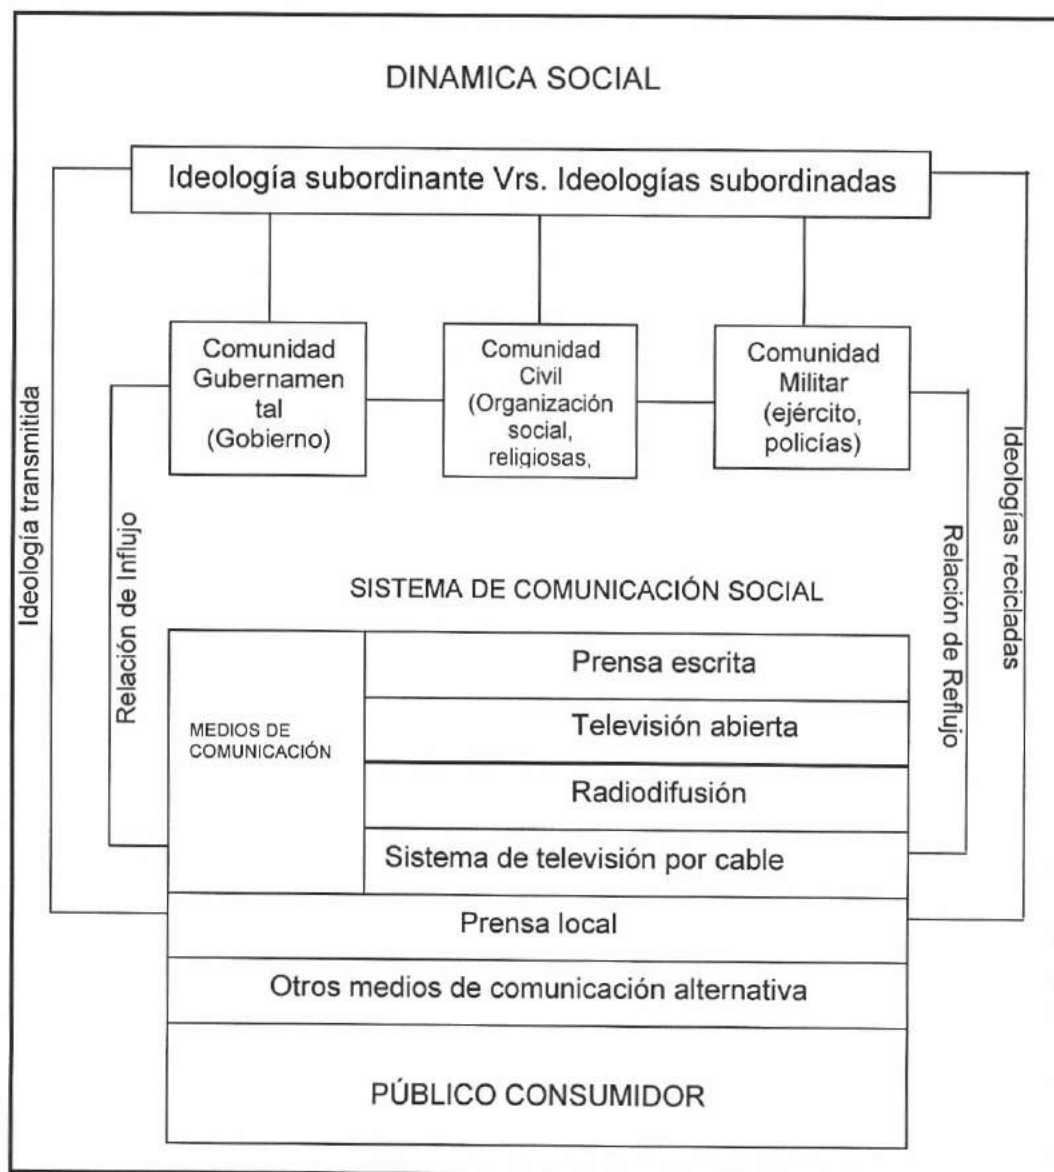 DINAMICA SOCIAL
Ideología subordinante Vrs. Ideologías subordinadas
Comunidad
Gubernamen
tal
(Gobierno)
Comunidad
Civil
(Organización
social,
religiosas,
Comunidad
Militar
(ejército,
policías)
Ideología transmitida
Relación de Influjo
Relación de Reflujo
Ideologías recicladas
SISTEMA DE COMUNICACIÓN SOCIAL
MEDIOS DE
COMUNICACIÓN
Prensa escrita
Televisión abierta
Radiodifusión
Sistema de televisión por cable
Prensa local
Otros medios de comunicación alternativa
PÚBLICO CONSUMIDOR